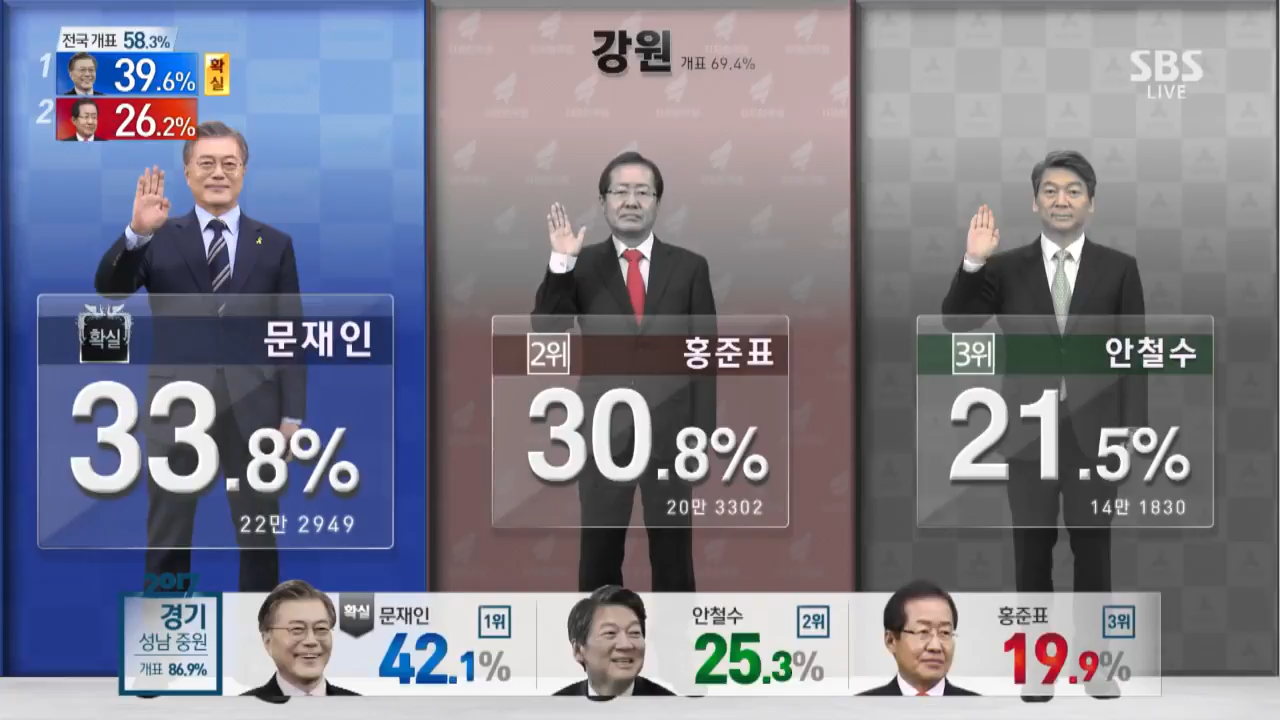 전국 개표 58.3%
1 39.6% 확실
2 26.2%
강원 개표 69.4%
SBS
LIVE
확실 문재인
33.8%
22만 2949
2위 홍준표
30.8%
20만 3302
3위 안철수
21.5%
14만 1830
2017
경기
성남 중원
개표 86.9%
확실 문재인 1위
42.1%
안철수 2위
25.3%
홍준표 3위
19.9%